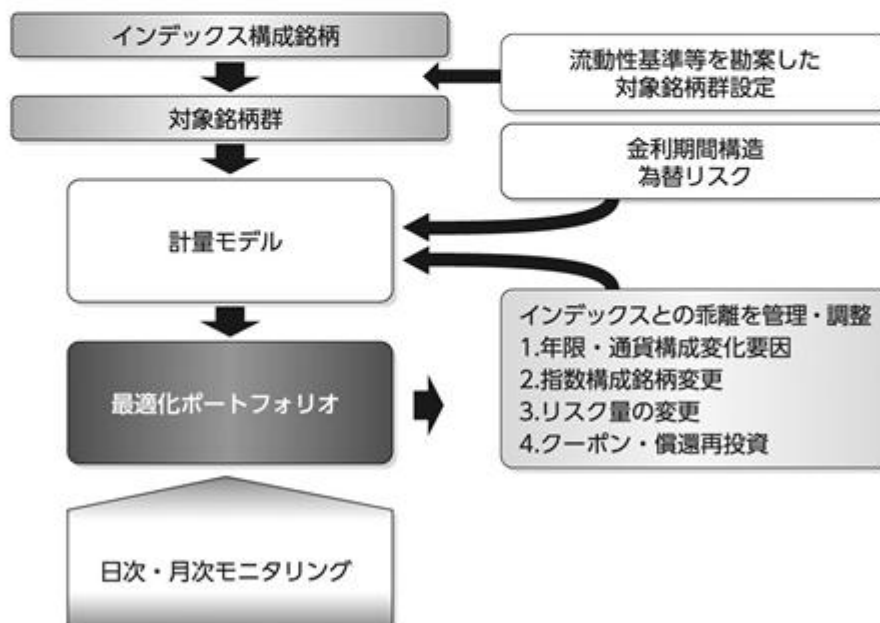 インデックス構成銘柄
流動性基準等を勘案した
対象銘柄群設定
対象銘柄群
金利期間構造
為替リスク
計量モデル
インデックスとの乖離を管理・調整
1.年限・通貨構成変化要因
2.指数構成銘柄変更
3.リスク量の変更
4.クーポン・償還再投資
最適化ポートフォリオ
日次・月次モニタリング